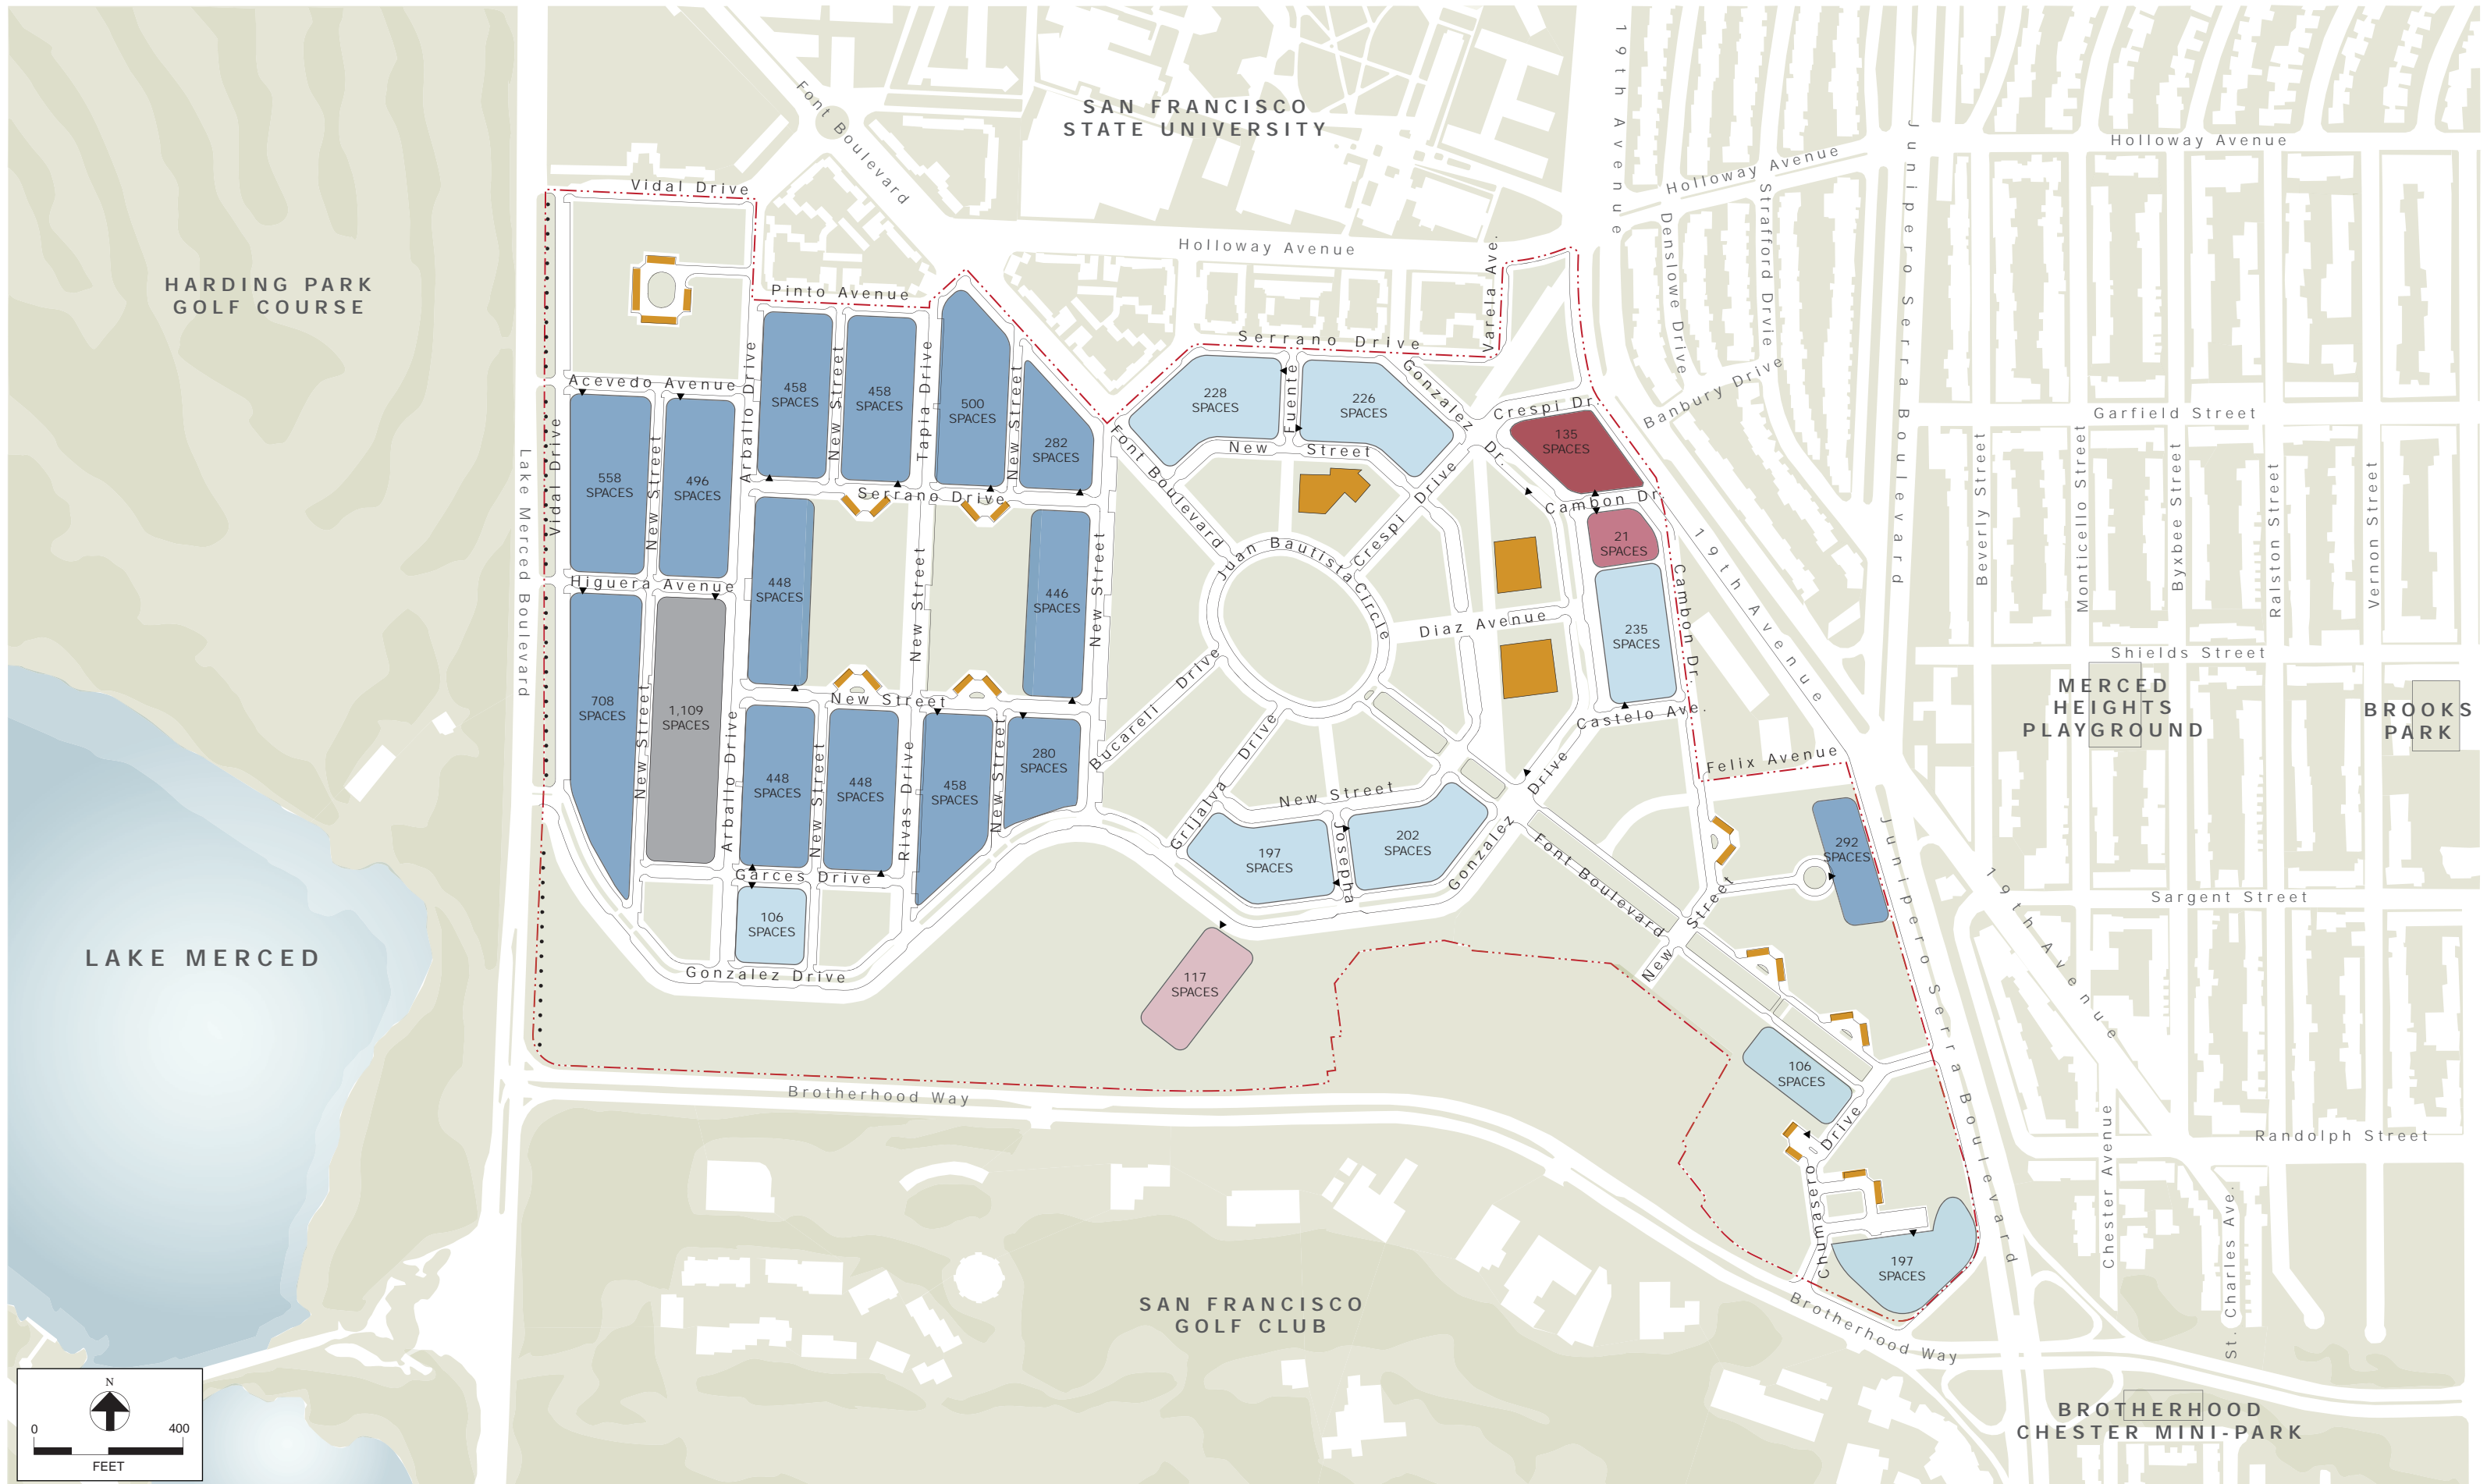 SAN FRANCISCO
STATE UNIVERSITY
19th Avenue
Junipero Serra Boulevard
Holloway Avenue
Holloway Avenue
Font Boulevard
Vidal Drive
Denslowe Drive
Strafford Drvie
Holloway Avenue
Varela Ave.
HARDING PARK
GOLF COURSE
Pinto Avenue
Serrano Drive
Banbury Drive
Acevedo Avenue
Arballo Drive
New Street
Tapia Drive
New Street
Fuente
Gonzalez
Dr.
Crespi Dr
Garfield Street
458
SPACES
458
SPACES
500
SPACES
282
SPACES
228
SPACES
226
SPACES
135
SPACES
Lake Merced Boulevard
Vidal Drive
558
SPACES
New Street
496
SPACES
Serrano Drive
Font Boulevard
New Street
Crespi Drive
Cambon Dr.
21
SPACES
19th Avenue
Beverly Street
Monticello Street
Byxbee Street
Ralston Street
Vernon Street
Juan Bautista Circle
Higuera Avenue
448
SPACES
New Street
446
SPACES
New Street
Diaz Avenue
235
SPACES
Cambon Dr.
Shields Street
MERCED
HEIGHTS
PLAYGROUND
BROOKS
PARK
708
SPACES
New Street
1,109
SPACES
Arballo Drive
New Street
Bucareli Drive
Grijalva Drive
Castelo Ave.
Felix Avenue
448
SPACES
New Street
448
SPACES
Rivas Drive
458
SPACES
New Street
280
SPACES
New Street
Gonzalez Drive
197
SPACES
Josepha
202
SPACES
Font Boulevard
292
SPACES
Junipero Serra Boulevard
19th Avenue
Sargent Street
Garces Drive
106
SPACES
Gonzalez Drive
New Street
LAKE MERCED
117
SPACES
106
SPACES
Brotherhood Way
Chumasero Drive
Chester Avenue
Randolph Street
St. Charles Ave.
197
SPACES
SAN FRANCISCO
GOLF CLUB
Brotherhood Way
BROTHERHOOD
CHESTER MINI-PARK
N
0 400
FEET